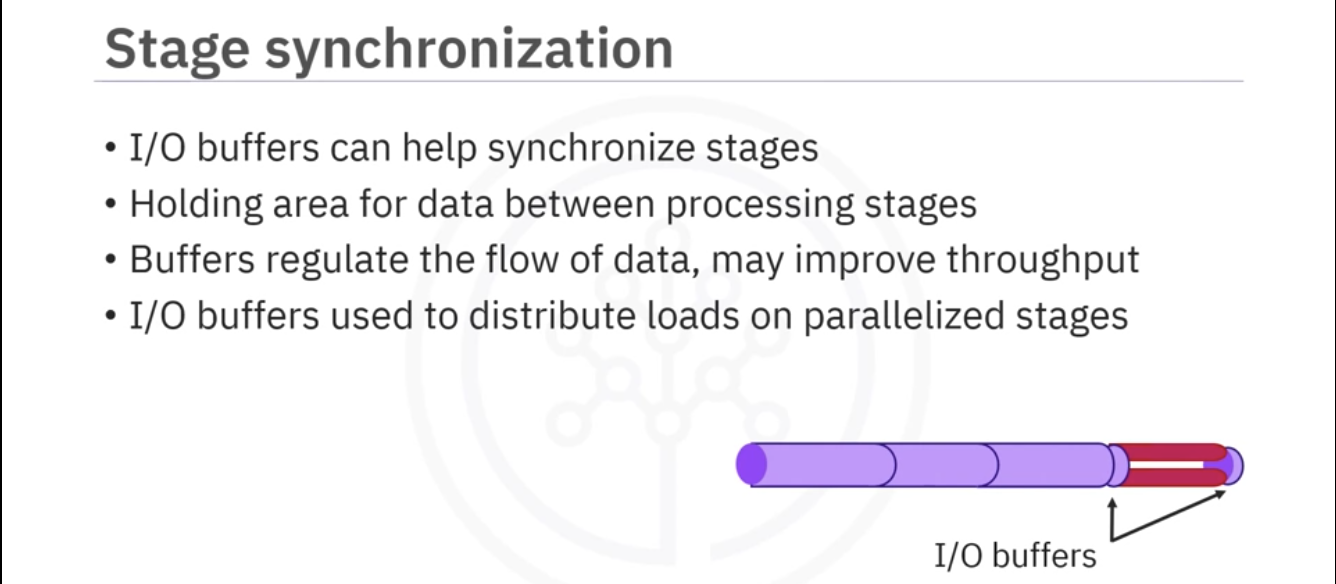 Stage synchronization
• I/O buffers can help synchronize stages
• Holding area for data between processing stages
• Buffers regulate the flow of data, may improve throughput
• I/O buffers used to distribute loads on parallelized stages
I/O buffers